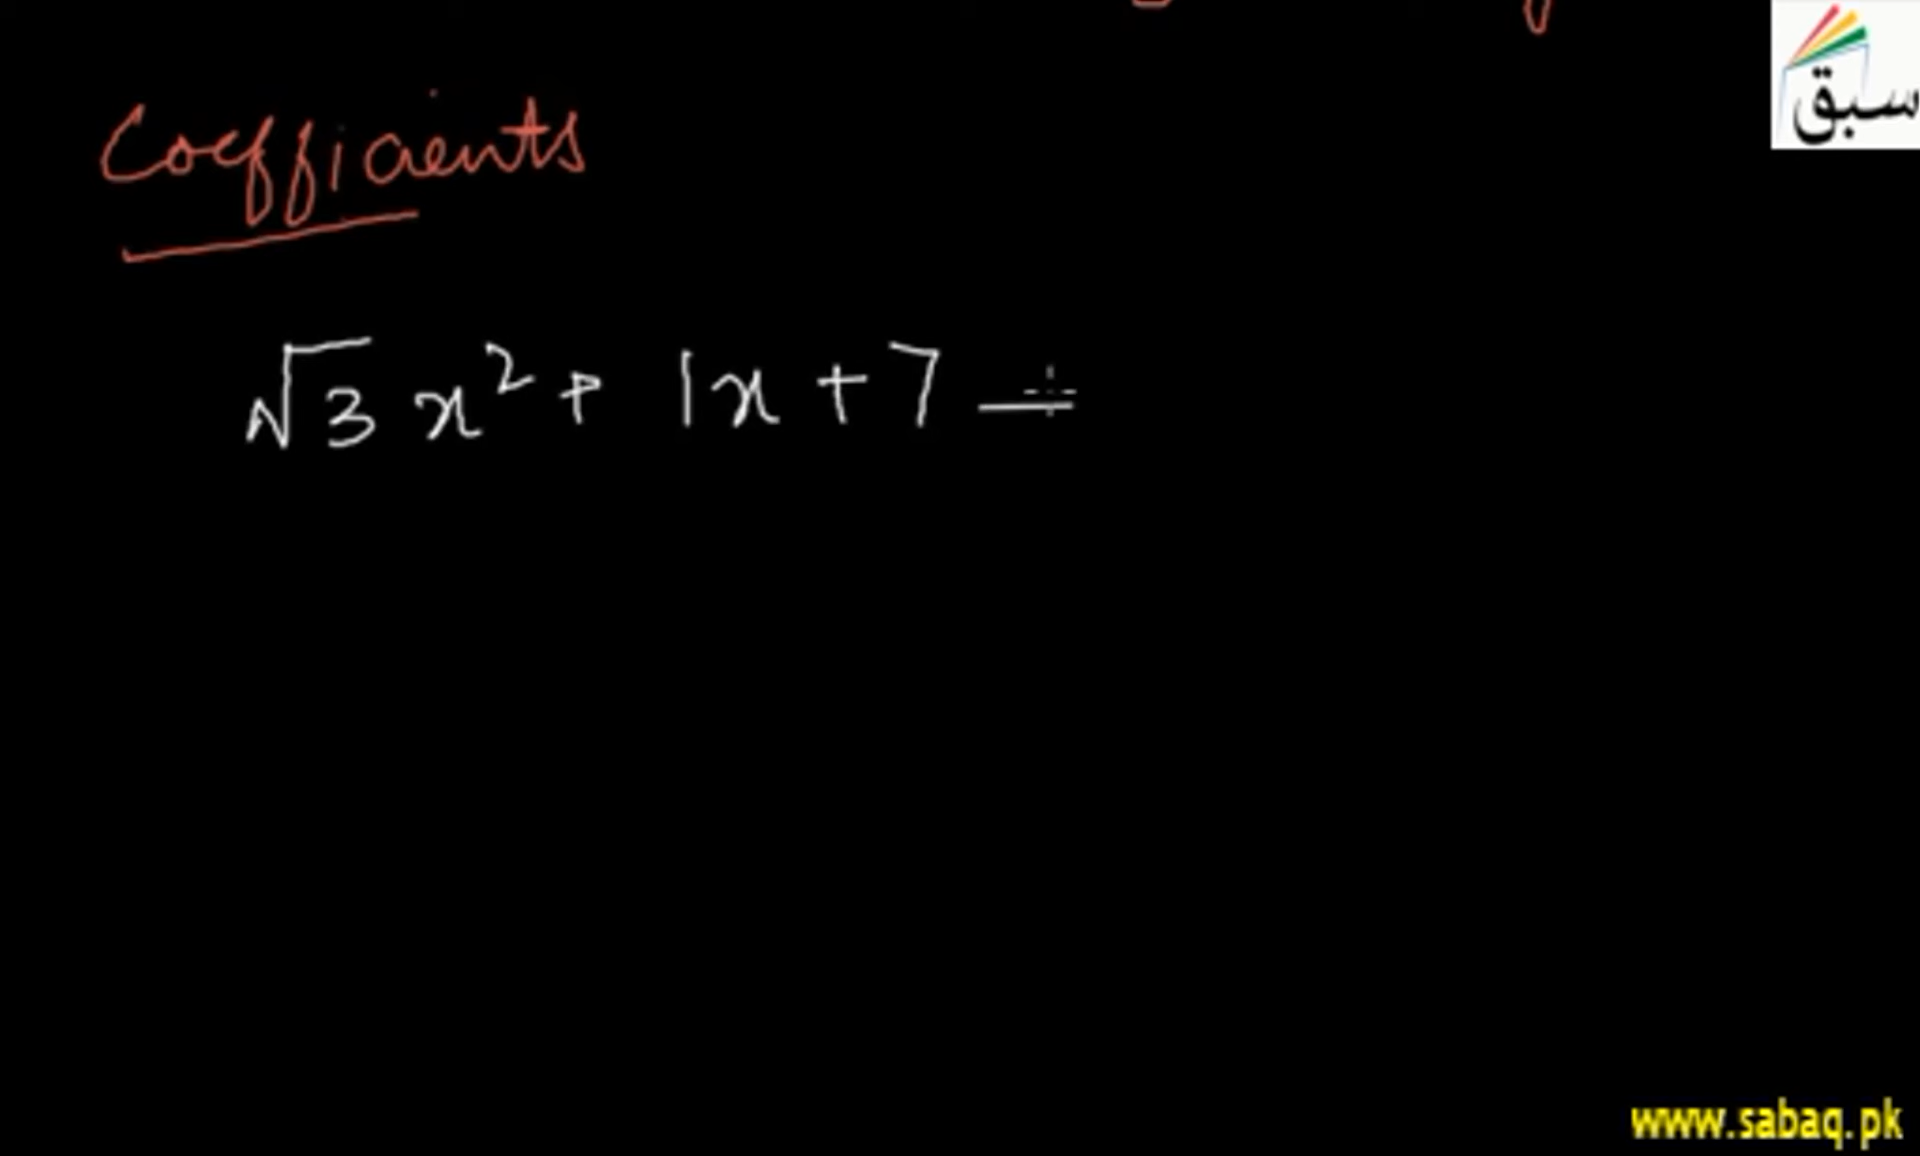 سبق
Coefficients
√3 x² + 1x + 7 =
www.sabaq.pk